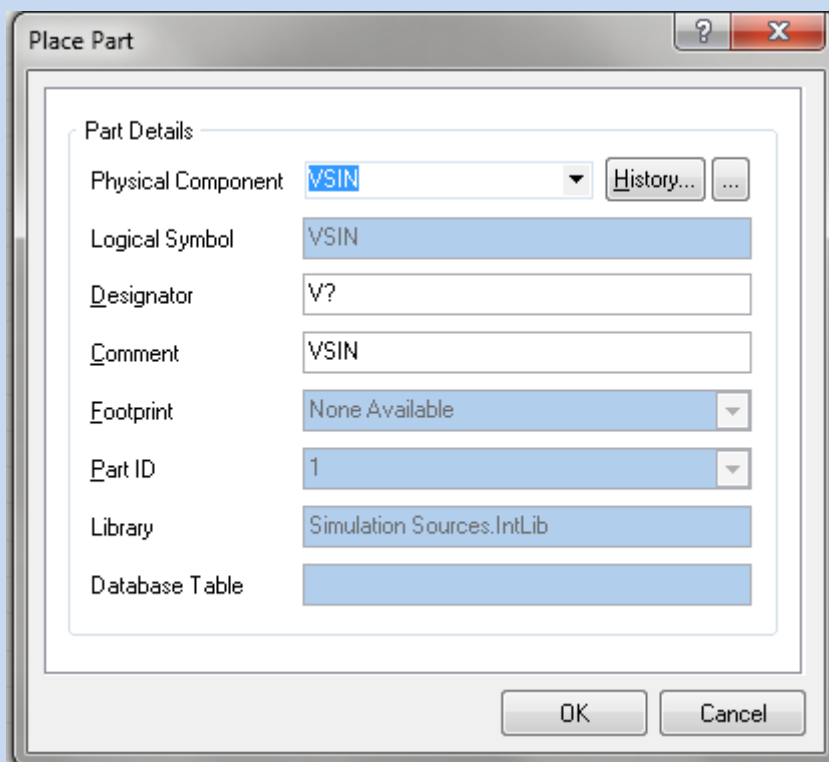 Place Part
?
X
Part Details
Physical Component VSIN History... ...
Logical Symbol VSIN
Designator V?
Comment VSIN
Footprint None Available
Part ID 1
Library Simulation Sources.IntLib
Database Table
OK Cancel